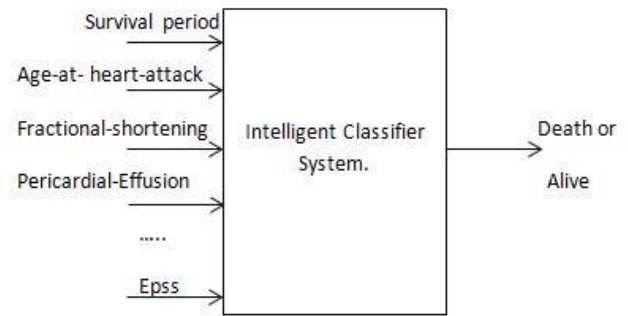 Survival period
Age-at- heart-attack
Fractional-shortening
Pericardial-Effusion
.....
Epss
Intelligent Classifier
System.
Death or
Alive